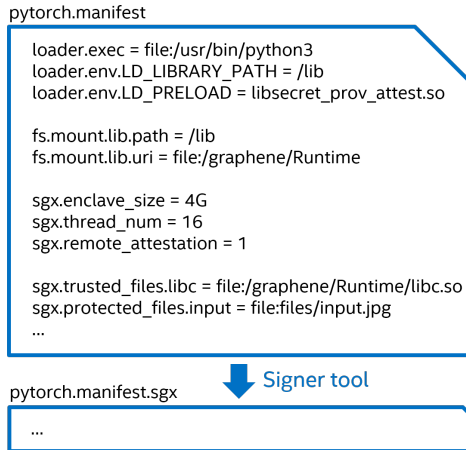 pytorch.manifest
loader.exec = file:/usr/bin/python3
loader.env.LD_LIBRARY_PATH = /lib
loader.env.LD_PRELOAD = libsecret_prov_attest.so
fs.mount.lib.path = /lib
fs.mount.lib.uri = file:/graphene/Runtime
sgx.enclave_size = 4G
sgx.thread_num = 16
sgx.remote_attestation = 1
sgx.trusted_files.libc = file:/graphene/Runtime/libc.so
sgx.protected_files.input = file:files/input.jpg
...
Signer tool
pytorch.manifest.sgx
...